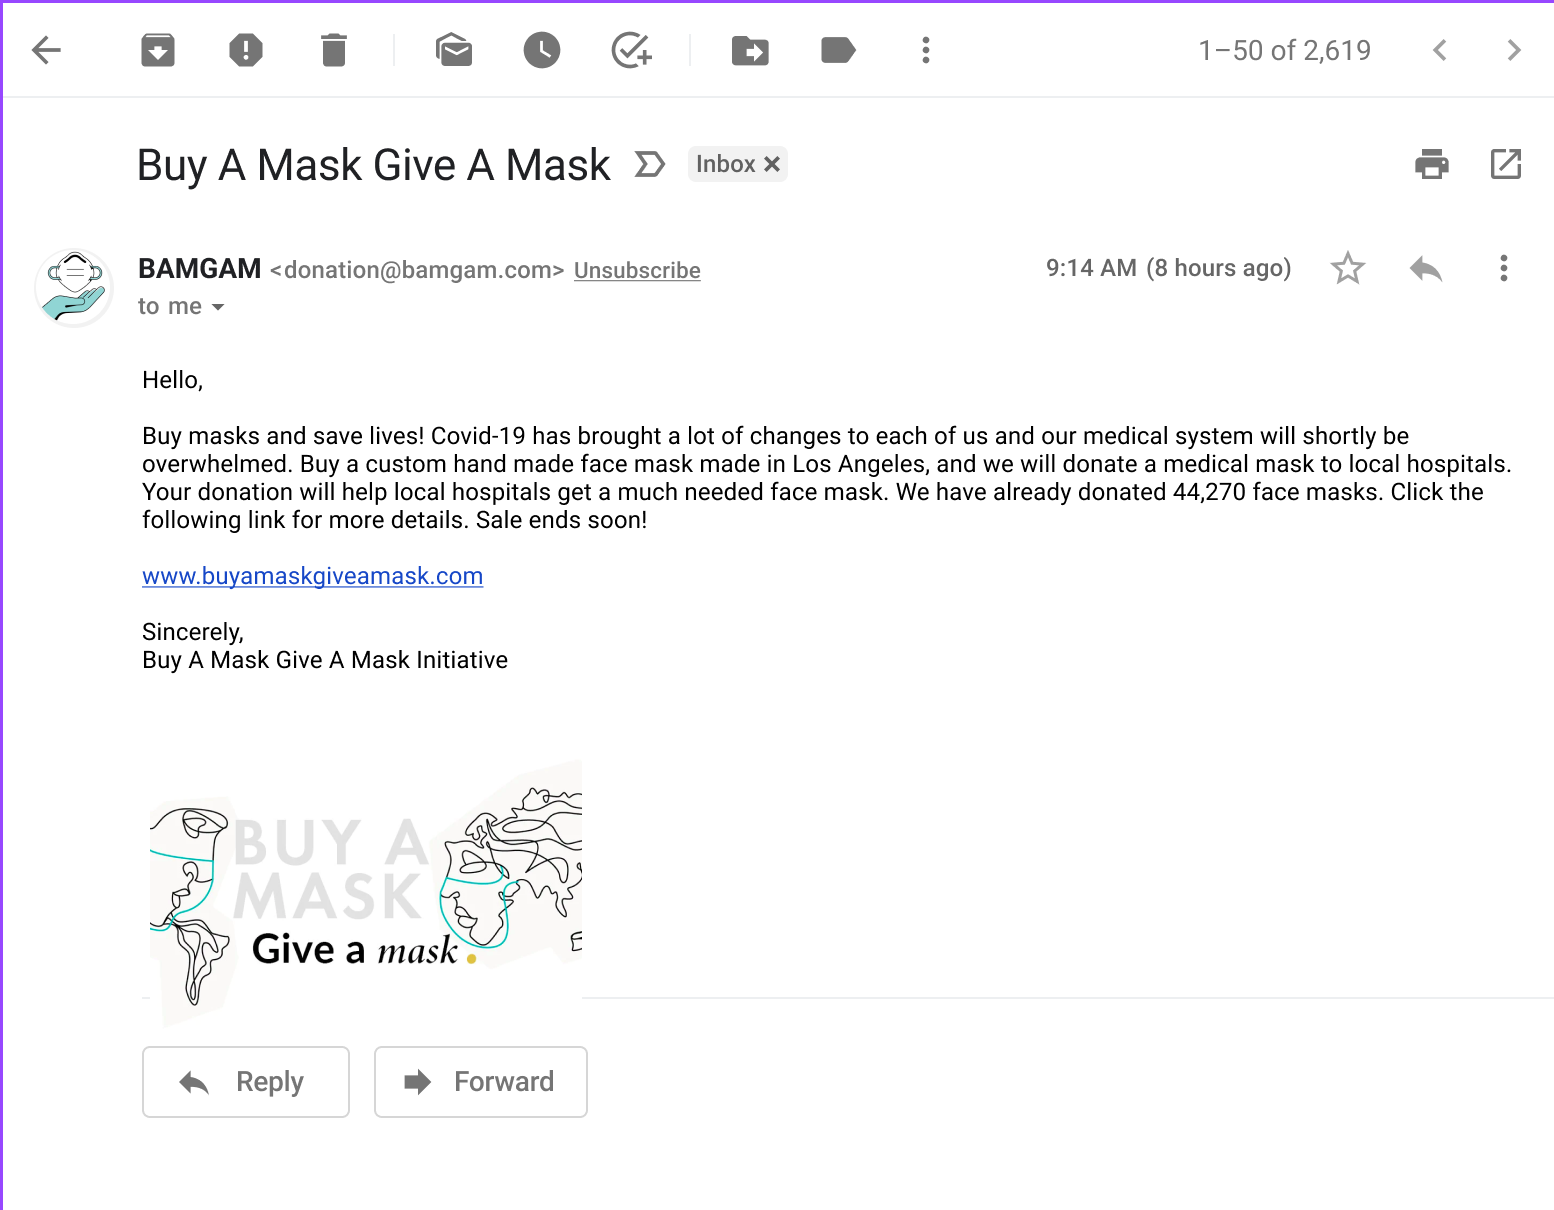 1–50 of 2,619
Buy A Mask Give A Mask Inbox ×
BAMGAM <donation@bamgam.com> Unsubscribe 9:14 AM (8 hours ago)
to me
Hello,
Buy masks and save lives! Covid-19 has brought a lot of changes to each of us and our medical system will shortly be
overwhelmed. Buy a custom hand made face mask made in Los Angeles, and we will donate a medical mask to local hospitals.
Your donation will help local hospitals get a much needed face mask. We have already donated 44,270 face masks. Click the
following link for more details. Sale ends soon!
www.buyamaskgiveamask.com
Sincerely,
Buy A Mask Give A Mask Initiative
BUY A
MASK
Give a mask.
Reply Forward